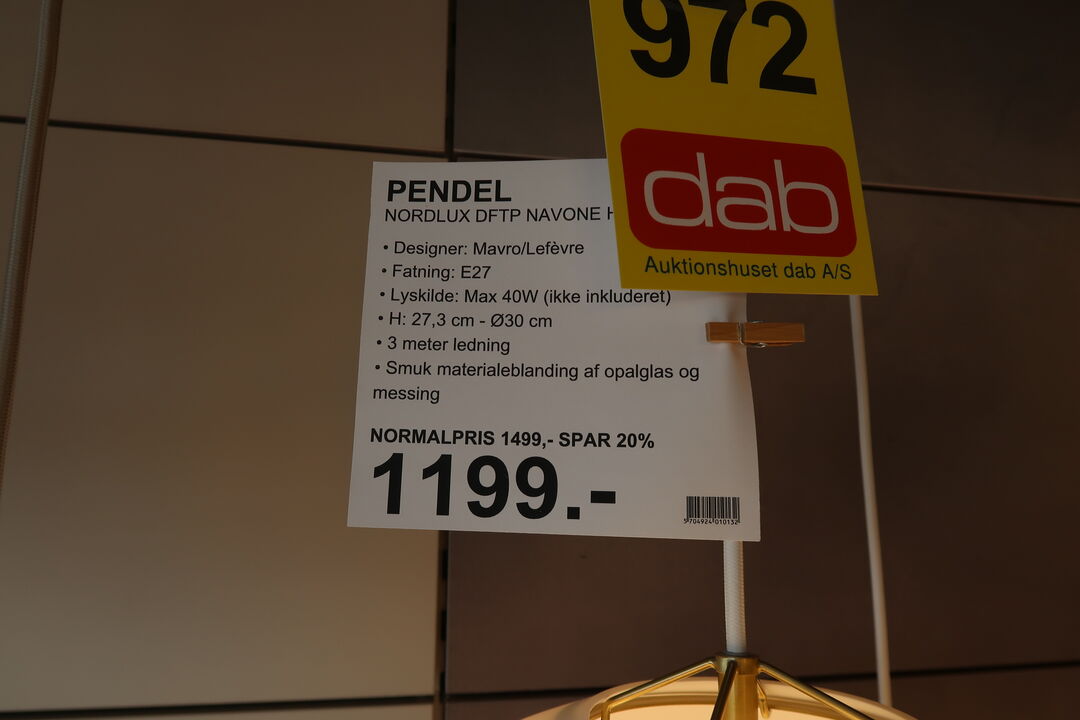 972
dab
Auktionshuset dab A/S
PENDEL
NORDLUX DFTP NAVONE
• Designer: Mavro/Lefèvre
• Fatning: E27
• Lyskilde: Max 40W (ikke inkluderet)
• H: 27,3 cm - Ø30 cm
• 3 meter ledning
• Smuk materialeblanding af opalglas og
messing
NORMALPRIS 1499,- SPAR 20%
1199.-
5704924010132